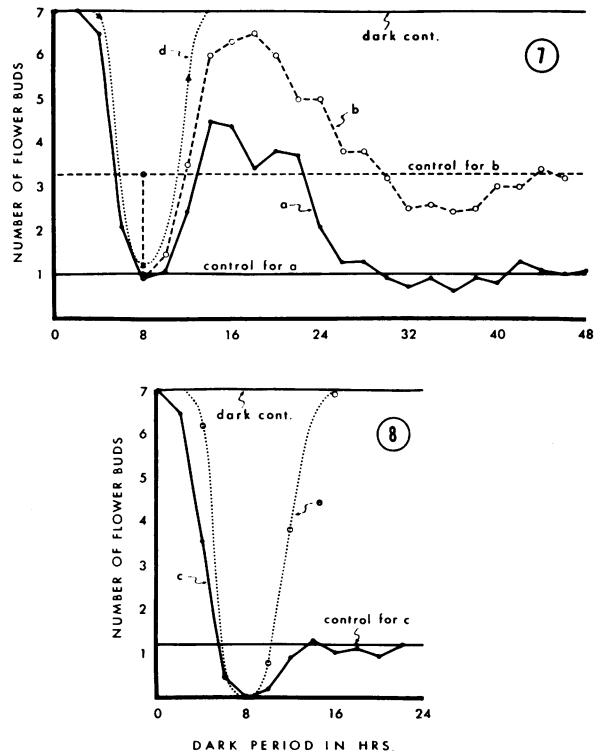 7
6
5
4
3
2
1
NUMBER OF FLOWER BUDS
dark cont.
7
d
b
control for b
a
control for a
0
8
16
24
32
40
48
7
6
5
4
3
2
1
NUMBER OF FLOWER BUDS
dark cont.
8
c
control for c
0
8
16
24
DARK PERIOD IN HRS.